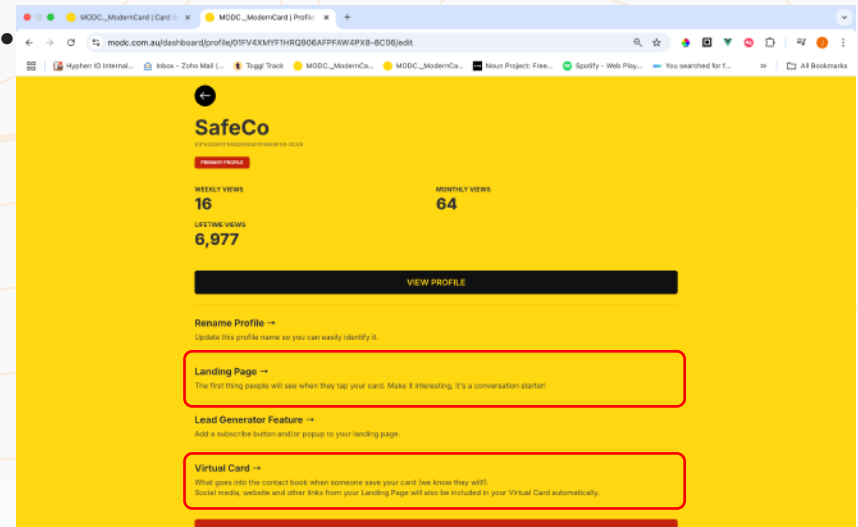 MODC._ModernCard | Card S
MODC._ModernCard | Profile
modc.com.au/dashboard/profile/01FV4XMYF1HRQ906AFPFAW4PX8-8C06/edit
Hyphen IO Internal...
Inbox - Zoho Mail (...
Toggl Track
MODC._ModernCa...
MODC._ModernCa...
Noun Project: Free...
Spotify - Web Play...
You searched for f...
All Bookmarks
SafeCo
PRIMARY PROFILE
WEEKLY VIEWS
16
MONTHLY VIEWS
64
LIFETIME VIEWS
6,977
VIEW PROFILE
Rename Profile →
Update this profile name so you can easily identify it.
Landing Page →
The first thing people will see when they tap your card. Make it interesting, it's a conversation starter!
Lead Generator Feature →
Add a subscribe button and/or popup to your landing page.
Virtual Card →
What goes into the contact book when someone save your card (we know they will!).
Social media, website and other links from your Landing Page will also be included in your Virtual Card automatically.